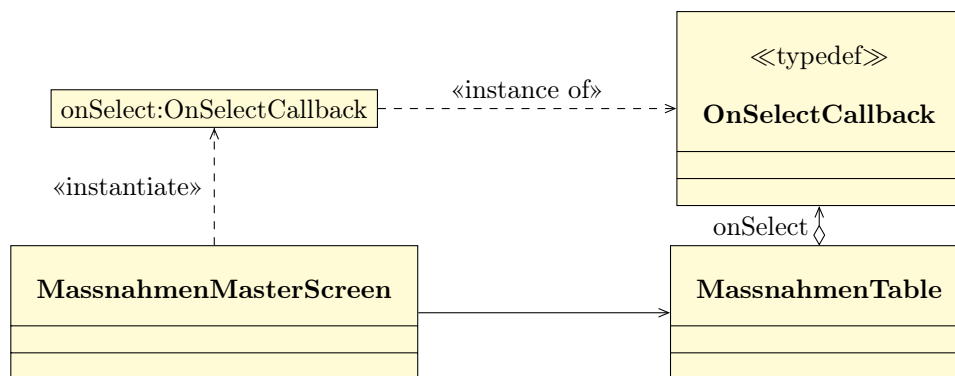 ≪typedef≫
«instance of»
onSelect:OnSelectCallback
OnSelectCallback
«instantiate»
onSelect
MassnahmenMasterScreen
MassnahmenTable